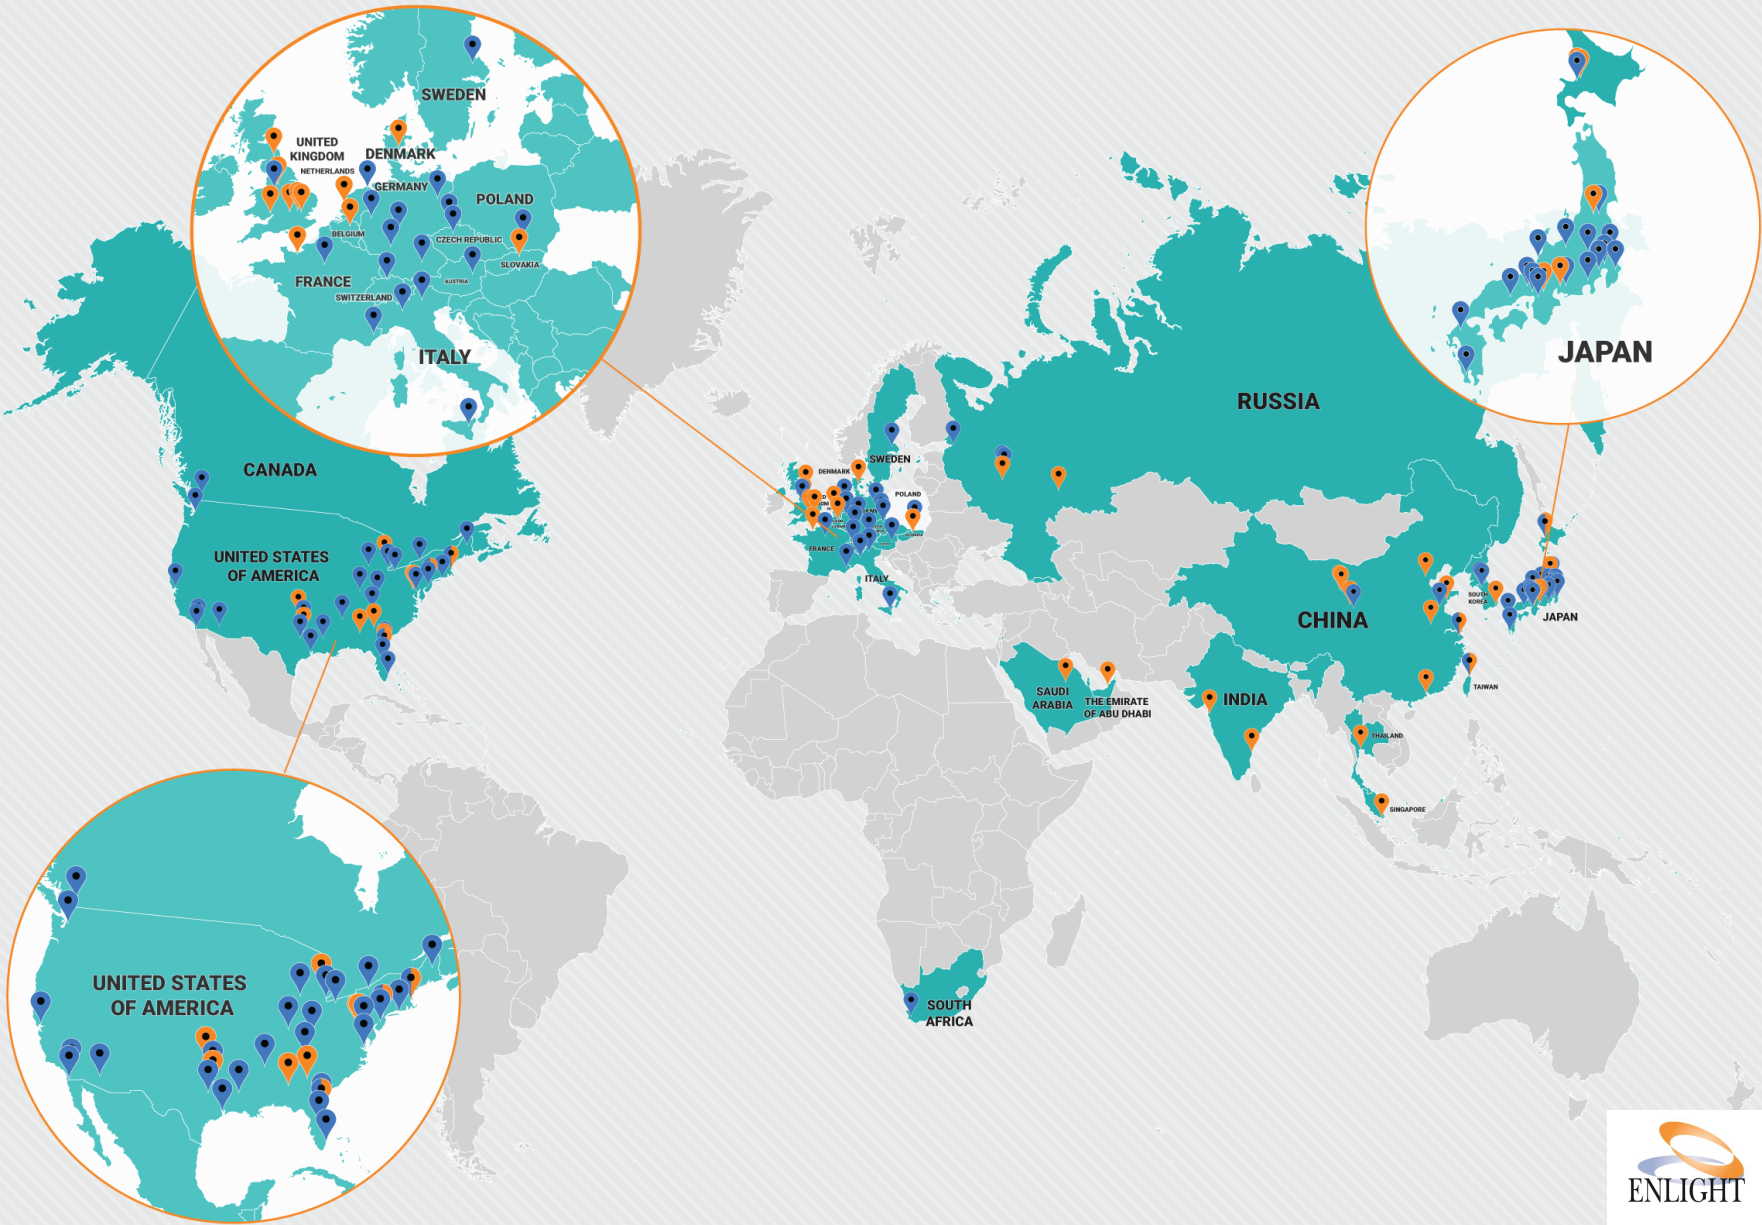 SWEDEN
UNITED
KINGDOM
DENMARK
NETHERLANDS
GERMANY
POLAND
BELGIUM
CZECH REPUBLIC
SLOVAKIA
FRANCE
AUSTRIA
SWITZERLAND
ITALY
JAPAN
CANADA
UNITED STATES
OF AMERICA
RUSSIA
SWEDEN
DENMARK
POLAND
FRANCE
ITALY
CHINA
SOUTH
KOREA
JAPAN
TAIWAN
SAUDI
ARABIA
THE EMIRATE
OF ABU DHABI
INDIA
THAILAND
SINGAPORE
SOUTH
AFRICA
UNITED STATES
OF AMERICA
ENLIGHT